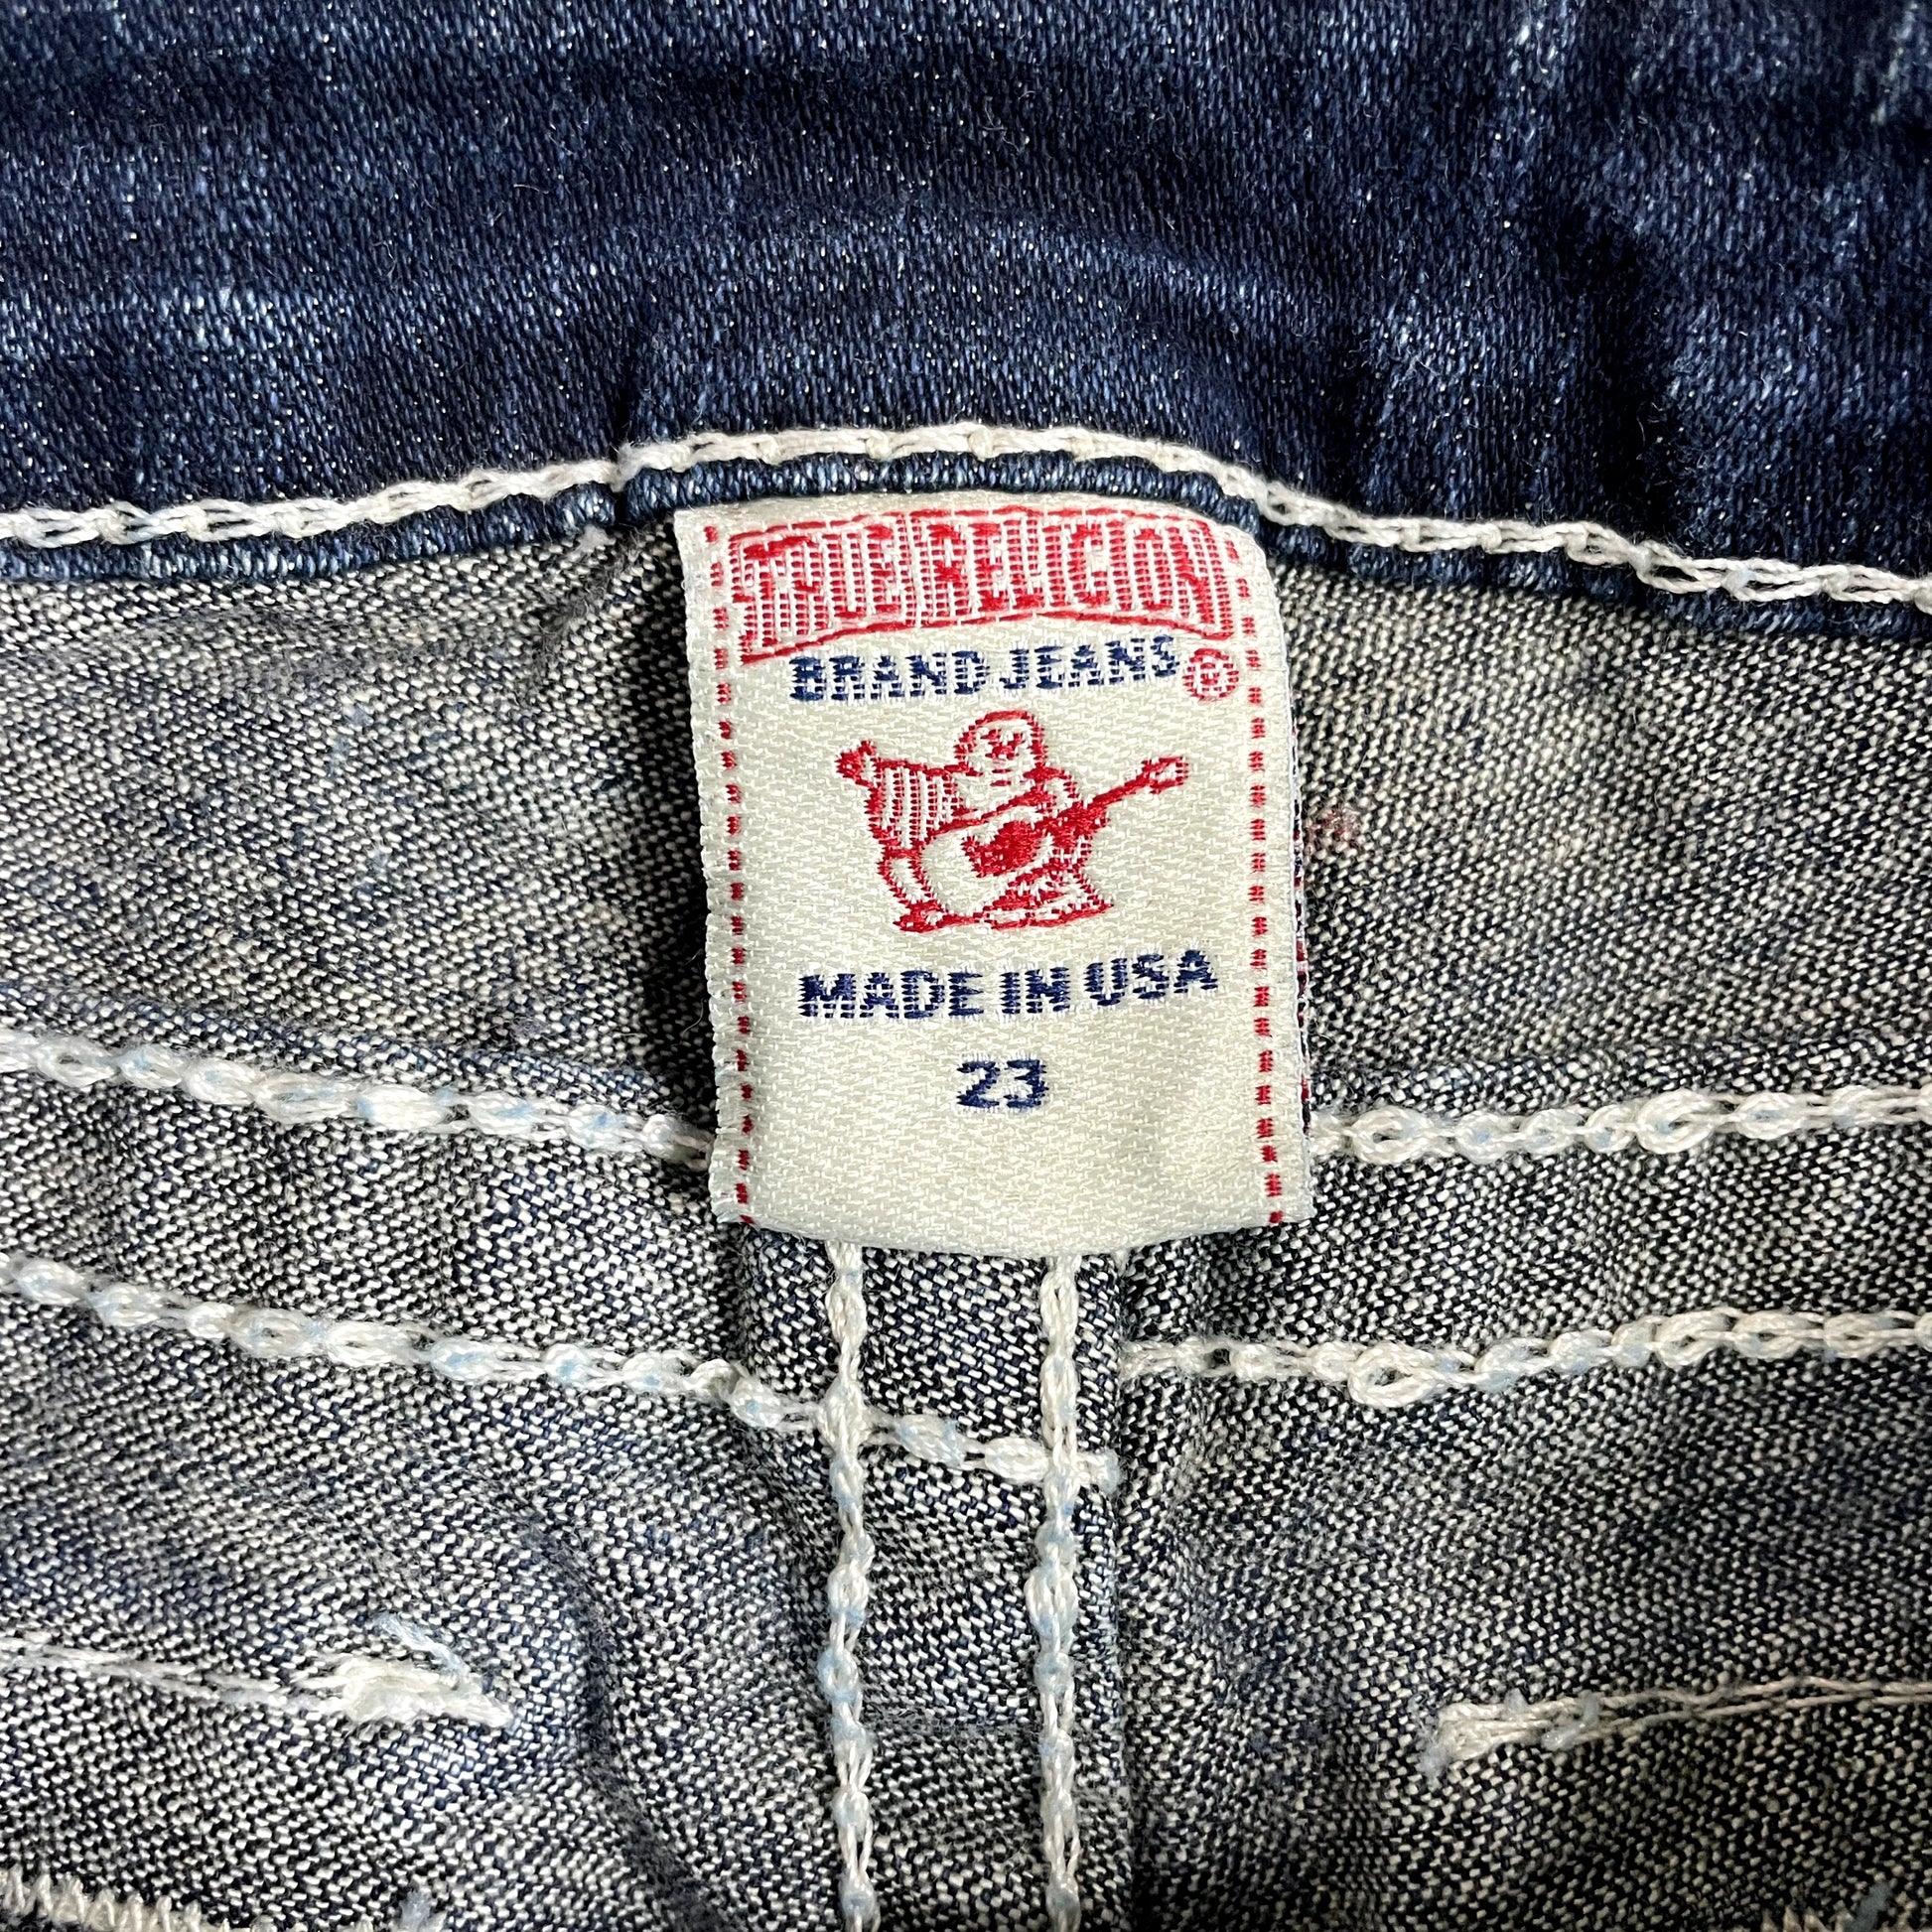 TRUE RELIGION
BRAND JEANS ®
MADE IN USA
23